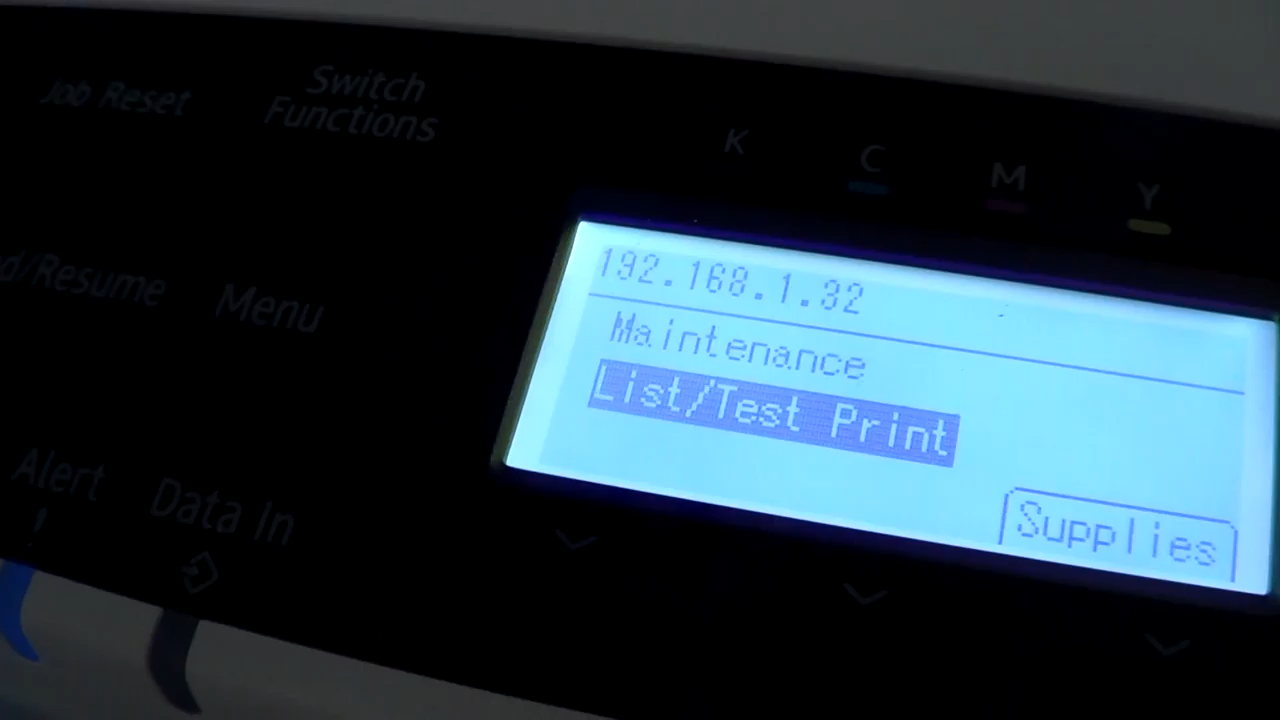 Job Reset
Switch
Functions
K
C
M
Y
192.168.1.32
/Resume
Menu
Maintenance
List/Test Print
Alert
Data In
Supplies